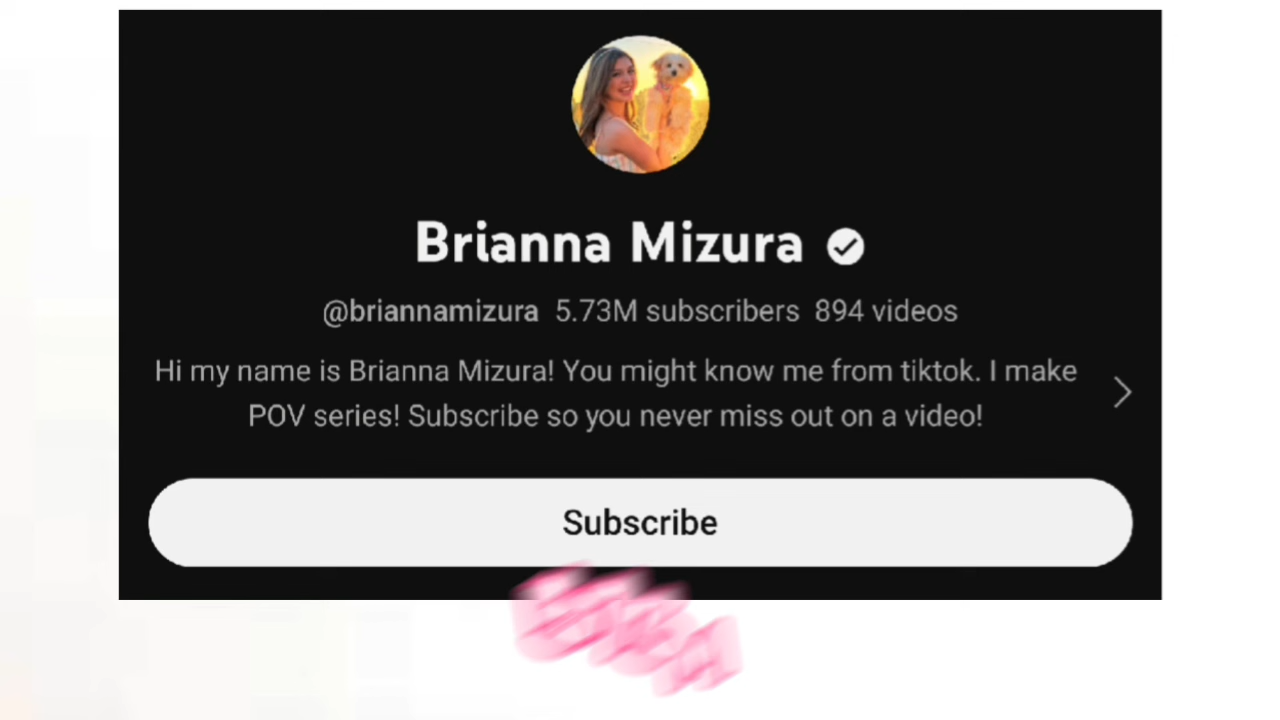 Brianna Mizura
@briannamizura 5.73M subscribers 894 videos
Hi my name is Brianna Mizura! You might know me from tiktok. I make
POV series! Subscribe so you never miss out on a video!
Subscribe